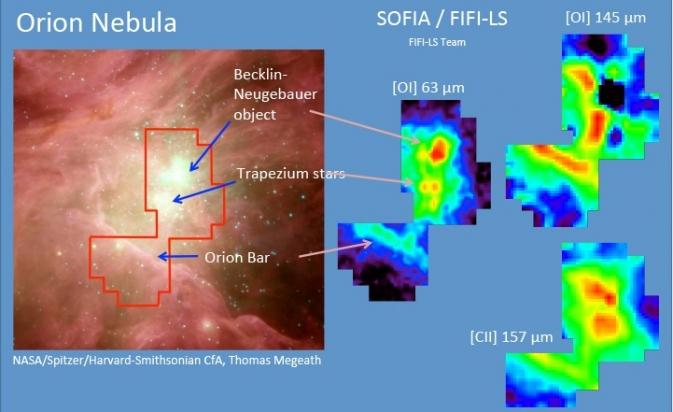 Orion Nebula
SOFIA / FIFI-LS
FIFI-LS Team
[OI] 145 µm
[OI] 63 µm
Becklin-
Neugebauer
object
Trapezium stars
Orion Bar
[CII] 157 µm
NASA/Spitzer/Harvard-Smithsonian CfA, Thomas Megeath